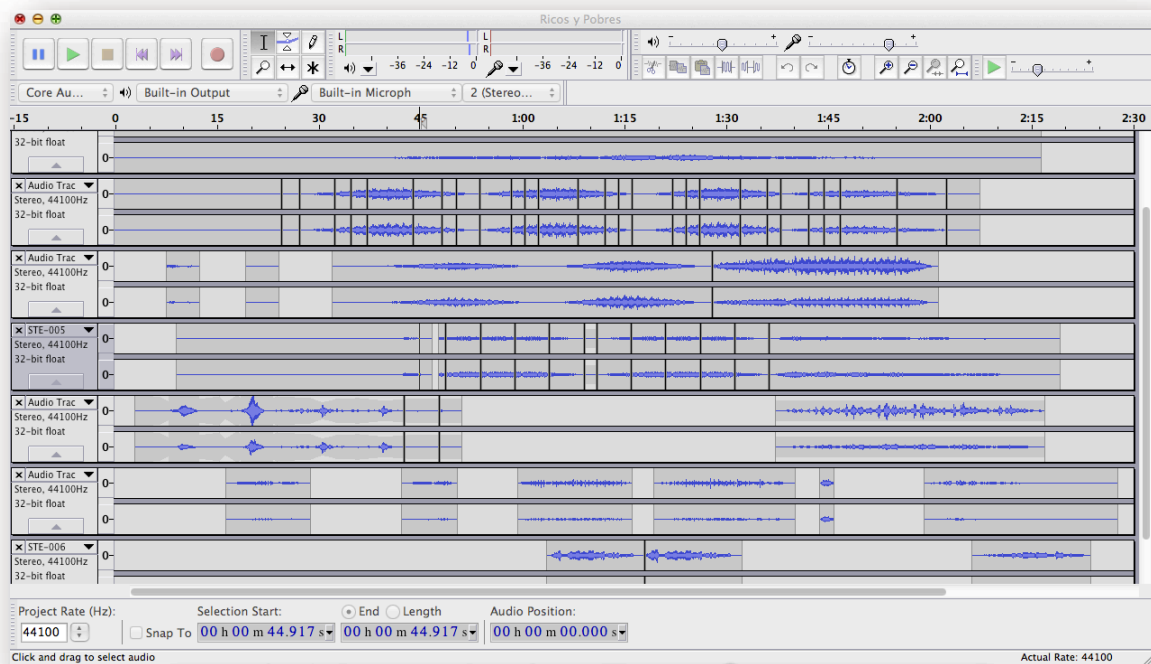 Ricos y Pobres
L
R
-36 -24 -12 0
L
R
-36 -24 -12 0
Core Au... Built-in Output Built-in Microph 2 (Stereo...
-15 0 15 30 45 1:00 1:15 1:30 1:45 2:00 2:15 2:30
32-bit float
0-
Audio Trac
Stereo, 44100Hz
32-bit float
0-
0-
Audio Trac
Stereo, 44100Hz
32-bit float
0-
0-
STE-005
Stereo, 44100Hz
32-bit float
0-
0-
Audio Trac
Stereo, 44100Hz
32-bit float
0-
0-
Audio Trac
Stereo, 44100Hz
32-bit float
0-
0-
STE-006
Stereo, 44100Hz
32-bit float
0-
Project Rate (Hz): Selection Start: End Length Audio Position:
44100 Snap To 00 h 00 m 44.917 s 00 h 00 m 44.917 s 00 h 00 m 00.000 s
Click and drag to select audio Actual Rate: 44100